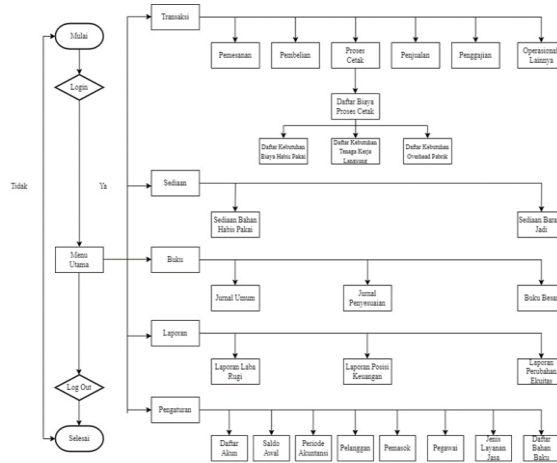 Transaksi
Mulai
Pemesanan
Pembelian
Proses
Cetak
Penjualan
Penggajian
Operasional
Lainnya
Login
Daftar Biaya
Proses Cetak
Daftar Kebutuhan
Biaya Habis Pakai
Daftar Kebutuhan
Tenaga Kerja
Langsung
Daftar Kebutuhan
Overhead Pabrik
Tidak
Ya
Sediaan
Sediaan Bahan
Habis Pakai
Sediaan Barang
Jadi
Menu
Utama
Buku
Jurnal Umum
Jurnal
Penyesuaian
Buku Besar
Laporan
Laporan Laba
Rugi
Laporan Posisi
Keuangan
Laporan
Perubahan
Ekuitas
Log Out
Pengaturan
Selesai
Daftar
Akun
Saldo
Awal
Periode
Akuntansi
Pelanggan
Pemasok
Pegawai
Jenis
Layanan
Jasa
Daftar
Bahan
Baku